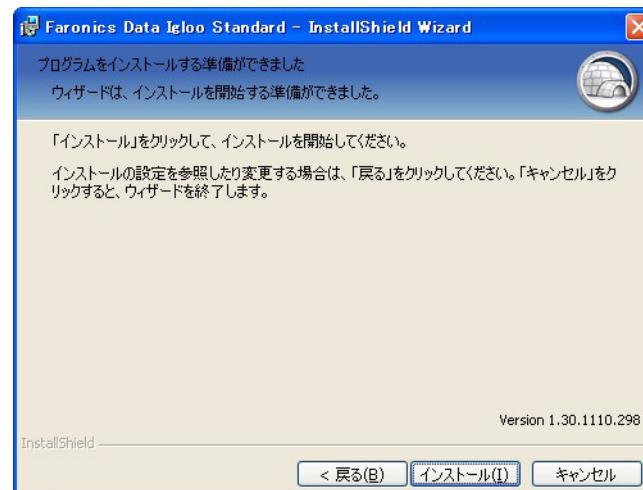 Faronics Data Igloo Standard - InstallShield Wizard
プログラムをインストールする準備ができました
ウィザードは、インストールを開始する準備ができました。
「インストール」をクリックして、インストールを開始してください。
インストールの設定を参照したり変更する場合は、「戻る」をクリックしてください。「キャンセル」をク
リックすると、ウィザードを終了します。
Version 1.30.1110.298
InstallShield
< 戻る(B)
インストール(I)
キャンセル